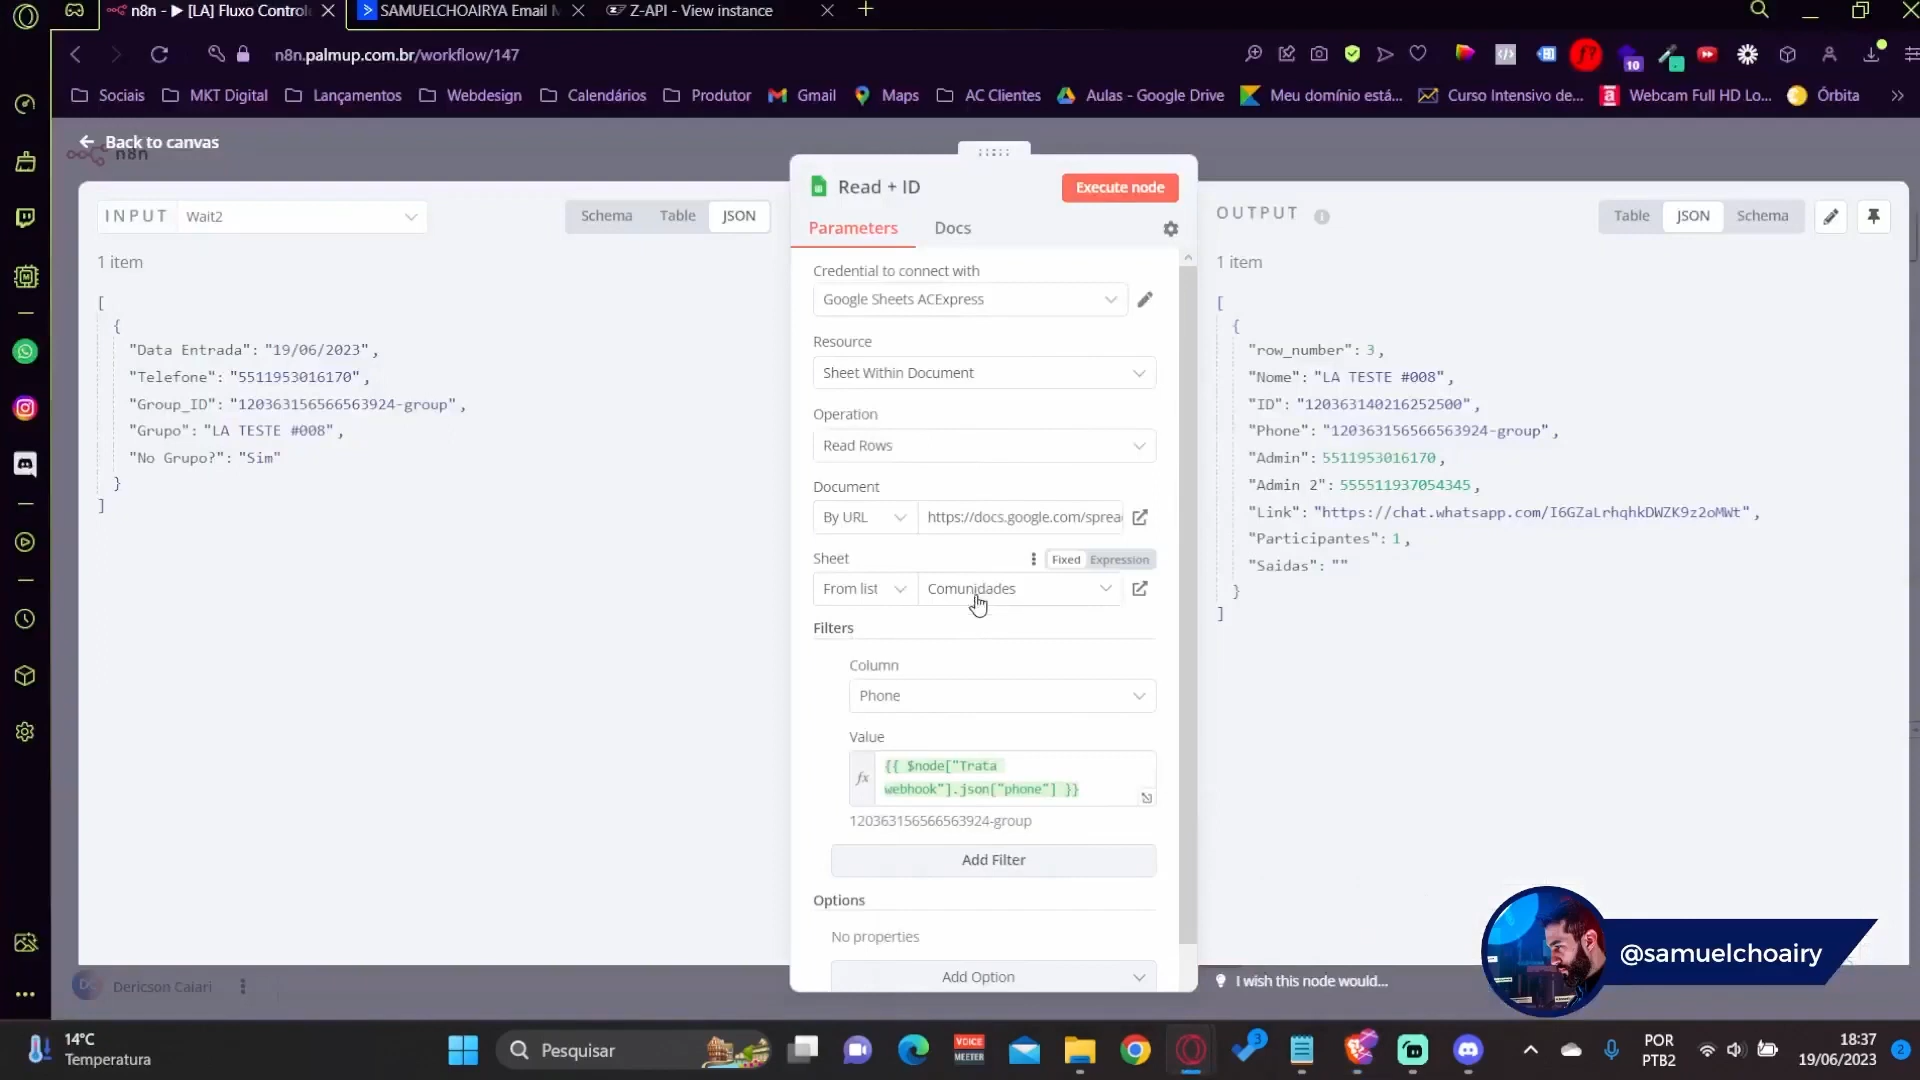 n8n - ▶ [LA] Fluxo Control
SAMUELCHOAIRYA Email M
Z-API - View instance
n8n.palmup.com.br/workflow/147
10
Sociais
MKT Digital
Lançamentos
Webdesign
Calendários
Produtor
Gmail
Maps
AC Clientes
Aulas - Google Drive
Meu domínio está...
Curso Intensivo de...
Webcam Full HD Lo...
Órbita
Back to canvas
n8n
INPUT
Wait2
Schema
Table
JSON
1 item
[
{
"Data Entrada": "19/06/2023",
"Telefone": "5511953016170",
"Group_ID": "120363156566563924-group",
"Grupo": "LA TESTE #008",
"No Grupo?": "Sim"
}
]
Read + ID
Execute node
Parameters
Docs
Credential to connect with
Google Sheets ACExpress
Resource
Sheet Within Document
Operation
Read Rows
Document
By URL
https://docs.google.com/sprea
Sheet
Fixed
Expression
From list
Comunidades
Filters
Column
Phone
Value
fx
{{ $node["Trata
webhook"].json["phone"] }}
120363156566563924-group
Add Filter
Options
No properties
Add Option
OUTPUT
Table
JSON
Schema
1 item
[
{
"row_number": 3,
"Nome": "LA TESTE #008",
"ID": "120363140216252500",
"Phone": "120363156566563924-group",
"Admin": 5511953016170,
"Admin 2": 555511937054345,
"Link": "https://chat.whatsapp.com/I6GZaLrhqhkDWZK9z2oMWt",
"Participantes": 1,
"Saidas": ""
}
]
I wish this node would...
@samuelchoairy
Dericson Calari
14°C
Temperatura
Pesquisar
VOICE
MEETER
3
POR
PTB2
18:37
19/06/2023
2